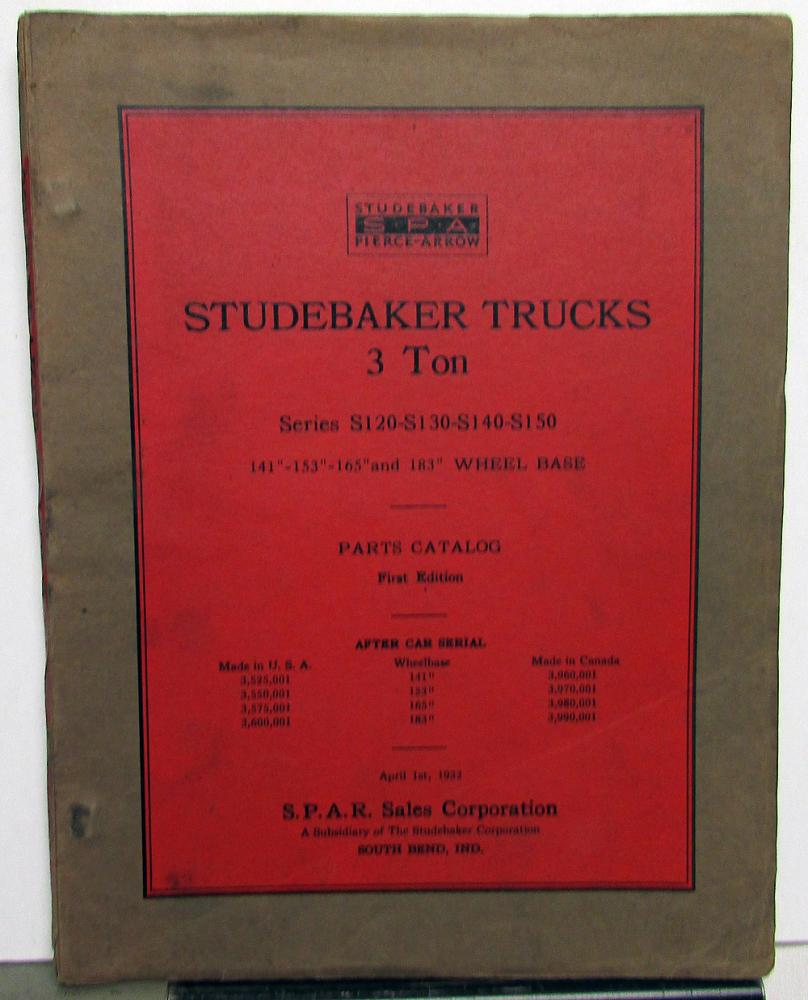 STUDEBAKER
S·P·A·
PIERCE-ARROW
STUDEBAKER TRUCKS
3 Ton
Series S120-S130-S140-S150
141"-153"-165"and 183" WHEEL BASE
PARTS CATALOG
First Edition
AFTER CAR SERIAL
Made in U. S. A. Wheelbase Made in Canada
3,525,001 141" 3,960,001
3,550,001 153" 3,970,001
3,575,001 165" 3,980,001
3,600,001 183" 3,990,001
April 1st, 1932
S.P.A.R. Sales Corporation
A Subsidiary of The Studebaker Corporation
SOUTH BEND, IND.